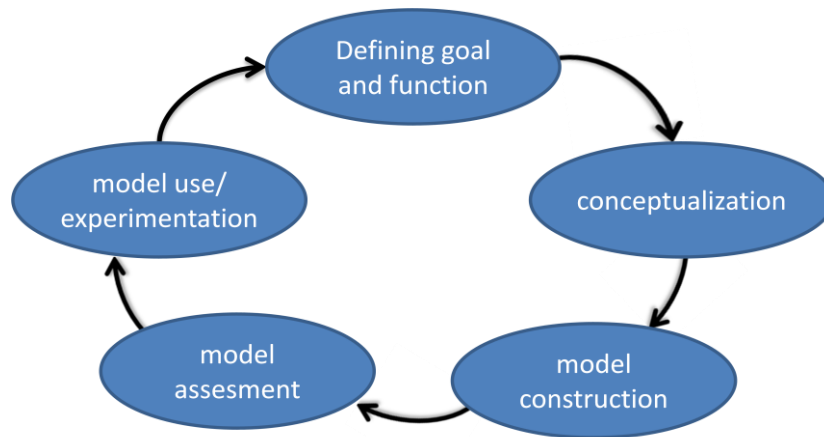 Defining goal
and function
conceptualization
model
construction
model
assesment
model use/
experimentation